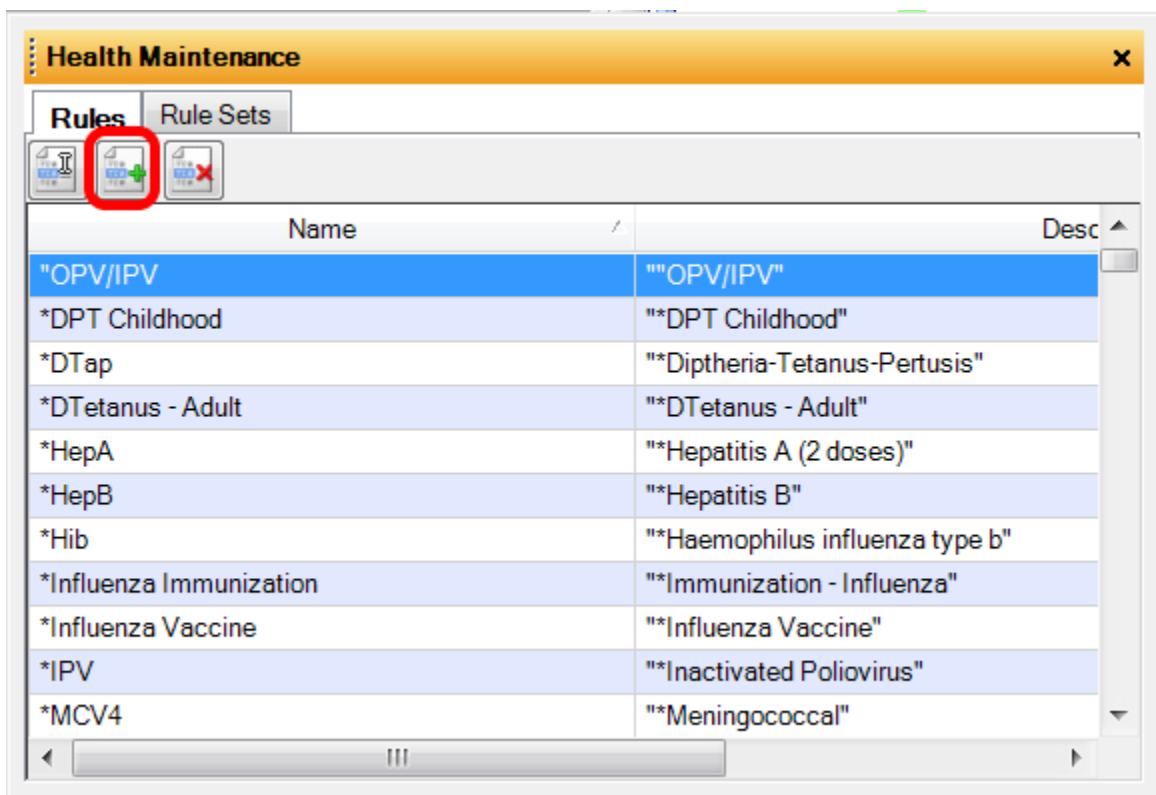 Health Maintenance
Rules Rule Sets
Name Desc
"OPV/IPV ""OPV/IPV"
*DPT Childhood "*DPT Childhood"
*DTap "*Diptheria-Tetanus-Pertusis"
*DTetanus - Adult "*DTetanus - Adult"
*HepA "*Hepatitis A (2 doses)"
*HepB "*Hepatitis B"
*Hib "*Haemophilus influenza type b"
*Influenza Immunization "*Immunization - Influenza"
*Influenza Vaccine "*Influenza Vaccine"
*IPV "*Inactivated Poliovirus"
*MCV4 "*Meningococcal"